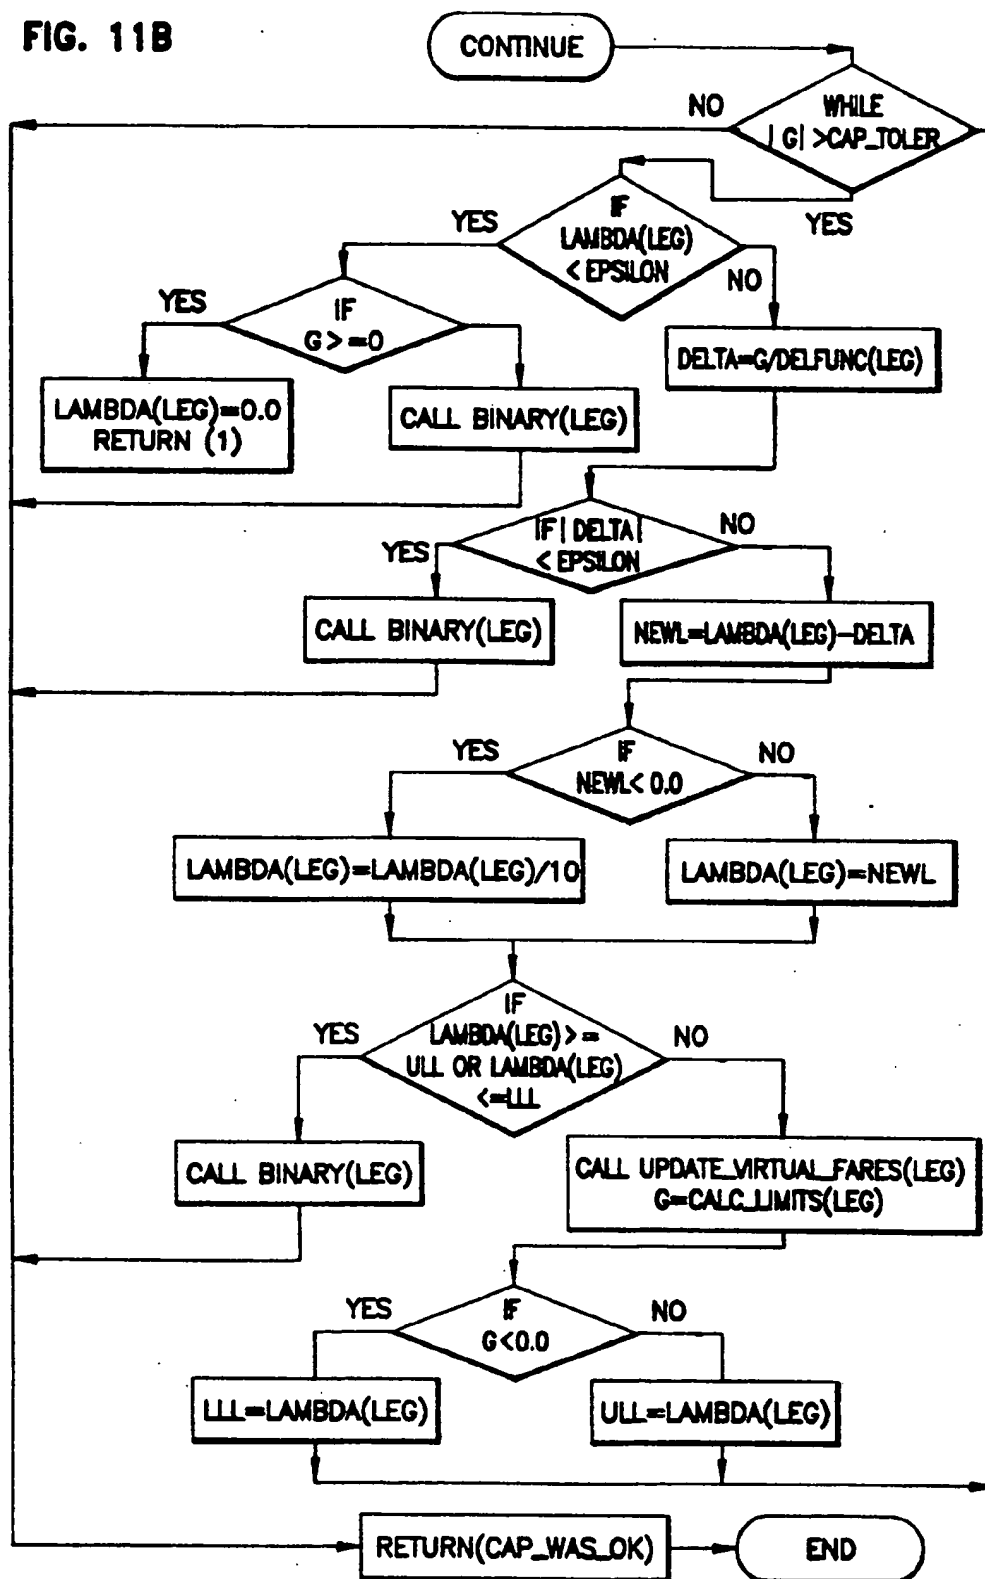 FIG. 11B
CONTINUE
NO
WHILE
| G| >CAP_TOLER
YES
IF
LAMBDA(LEG)
< EPSILON
YES
NO
YES
IF
G > =0
DELTA=G/DELFUNC(LEG)
LAMBDA(LEG)=0.0
RETURN (1)
CALL BINARY(LEG)
IF| DELTA|
< EPSILON
YES
NO
CALL BINARY(LEG)
NEWL=LAMBDA(LEG)-DELTA
YES
IF
NEWL< 0.0
NO
LAMBDA(LEG)=LAMBDA(LEG)/10
LAMBDA(LEG)=NEWL
YES
IF
LAMBDA(LEG) > =
ULL OR LAMBDA(LEG)
<=LLL
NO
CALL BINARY(LEG)
CALL UPDATE_VIRTUAL_FARES(LEG)
G=CALC_LIMITS(LEG)
YES
IF
G<0.0
NO
LLL=LAMBDA(LEG)
ULL=LAMBDA(LEG)
RETURN(CAP_WAS_OK)
END